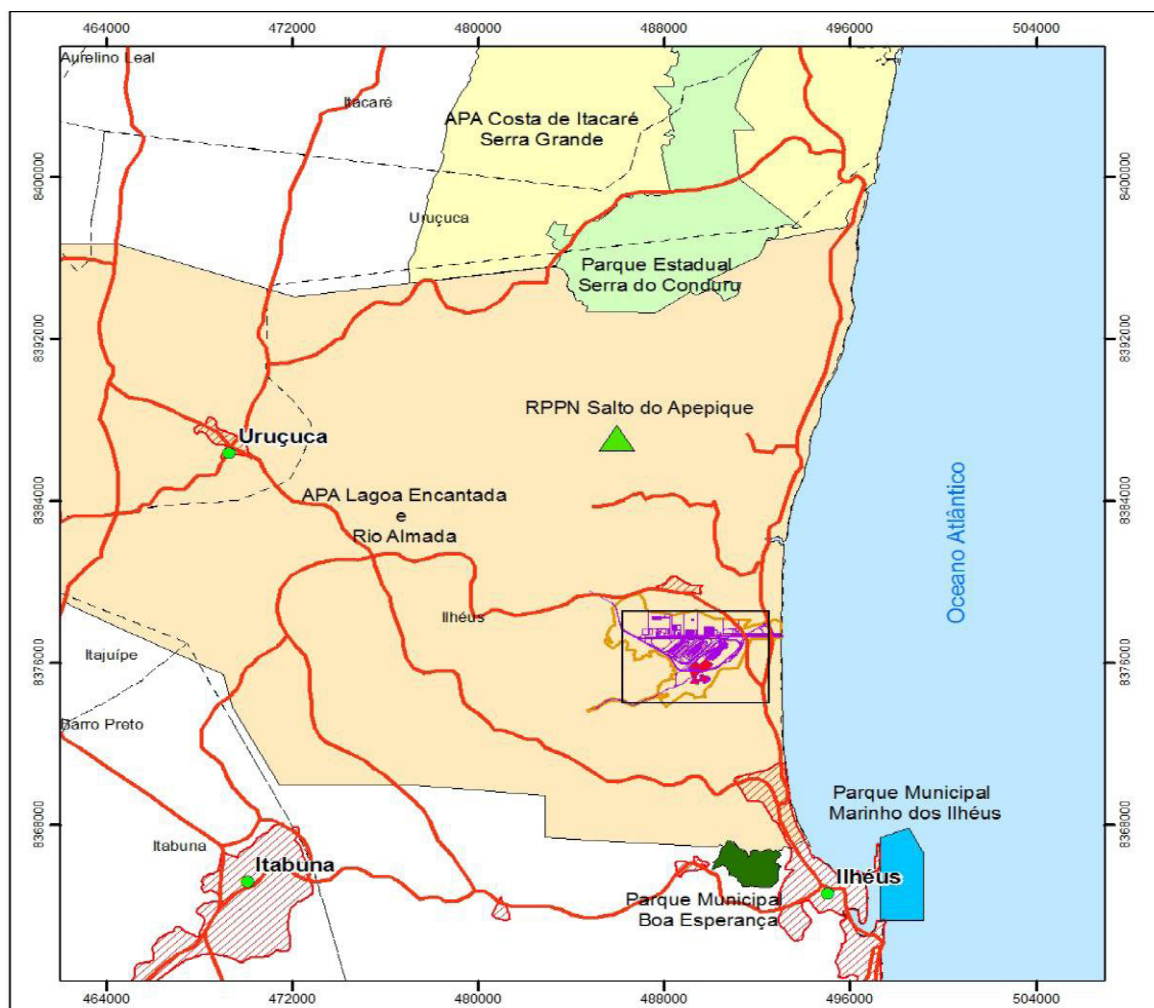 464000
472000
480000
488000
496000
504000
Aurelino Leal
Itacaré
APA Costa de Itacaré
Serra Grande
8400000
8400000
Uruçuca
Parque Estadual
Serra do Conduru
8392000
8392000
RPPN Salto do Apepique
Uruçuca
8384000
8384000
APA Lagoa Encantada
e
Rio Almada
Oceano Atlântico
Ilhéus
Itajuípe
8376000
8376000
Barro Preto
Parque Municipal
Marinho dos Ilhéus
8368000
8368000
Itabuna
Itabuna
Ilhéus
Parque Municipal
Boa Esperança
464000
472000
480000
488000
496000
504000